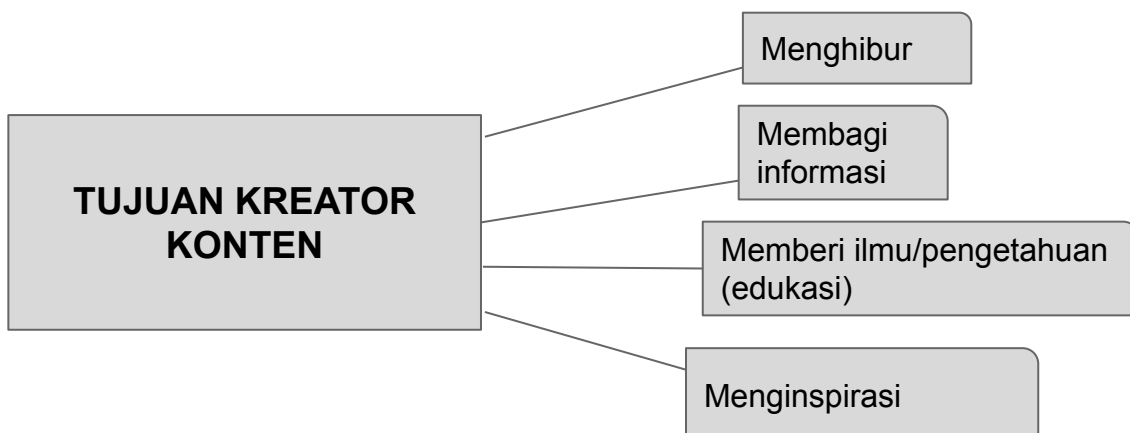 Menghibur
Membagi
informasi
TUJUAN KREATOR
KONTEN
Memberi ilmu/pengetahuan
(edukasi)
Menginspirasi